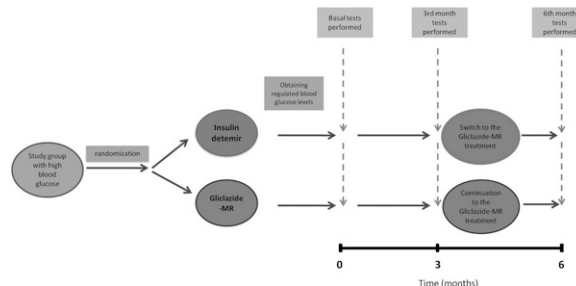 Basal tests
performed
3rd month
tests
performed
6th month
tests
performed
Obtaining
regulated blood
glucose levels
Insulin
detemir
Switch to the
Gliclazide-MR
treatment
randomization
Study group
with high
blood
glucose
Gliclazide
-MR
Continuation
to the
Gliclazide-MR
treatment
0
3
6
Time (months)